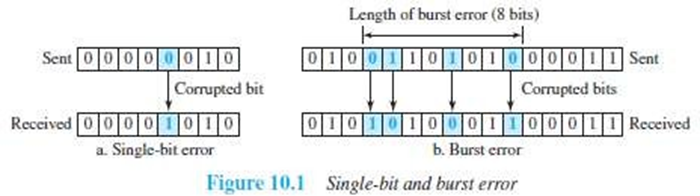 Length of burst error (8 bits)
Sent 0 0 0 0 0 0 1 0
0 1 0 0 1 1 0 1 0 1 0 0 0 0 1 1 Sent
Corrupted bit
Corrupted bits
Received 0 0 0 0 1 0 1 0
0 1 0 1 0 1 0 0 0 1 1 0 0 0 1 1 Received
a. Single-bit error
b. Burst error
Figure 10.1 Single-bit and burst error